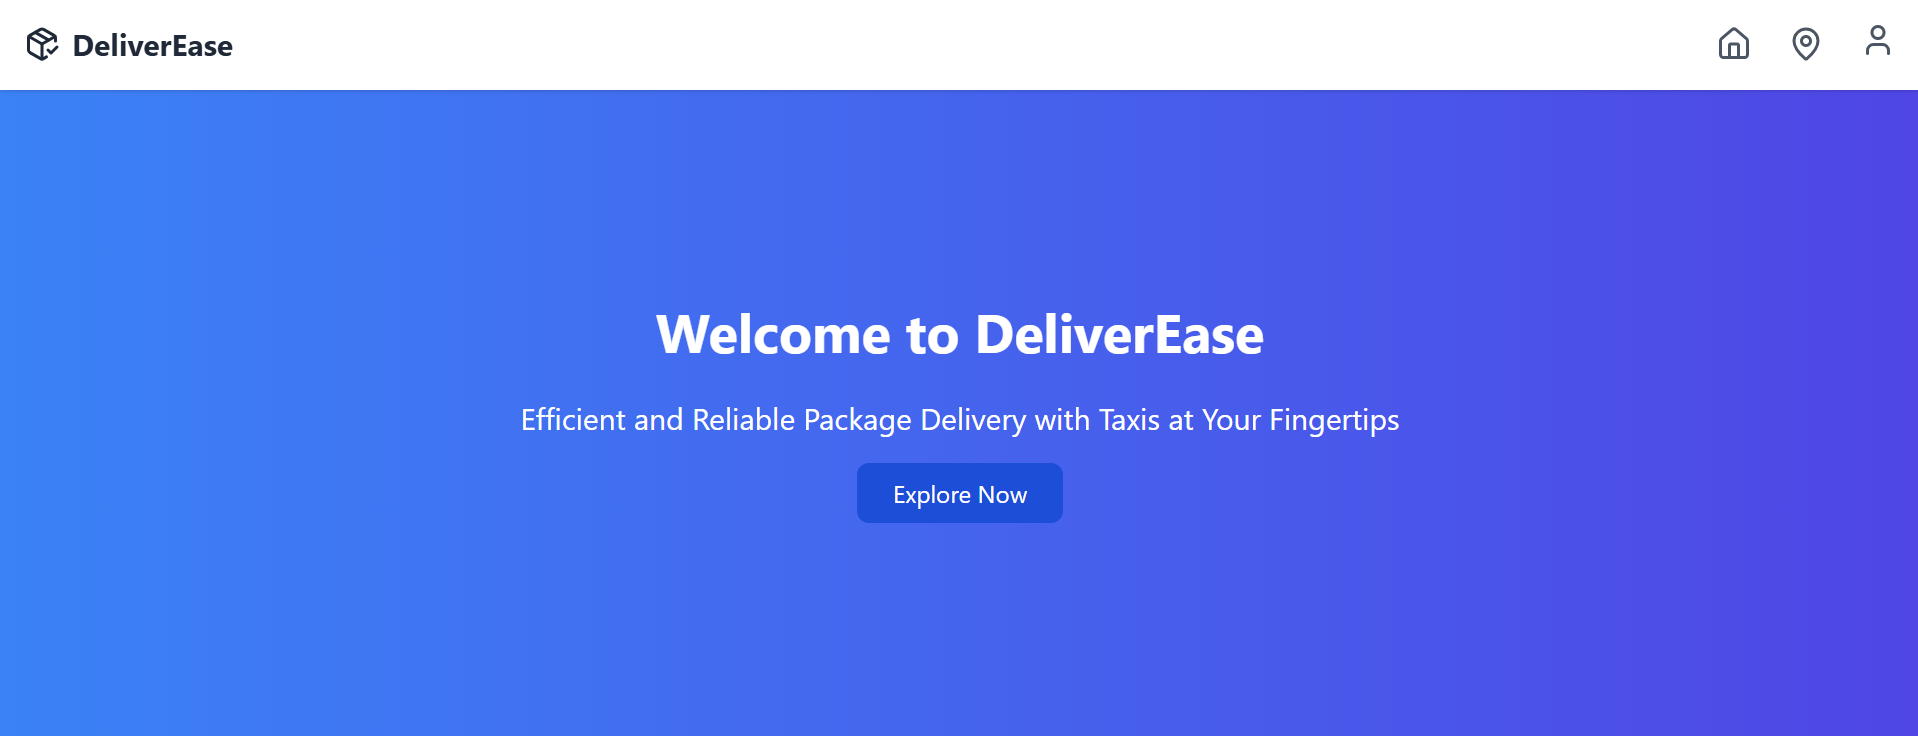 DeliverEase
Welcome to DeliverEase
Efficient and Reliable Package Delivery with Taxis at Your Fingertips
Explore Now